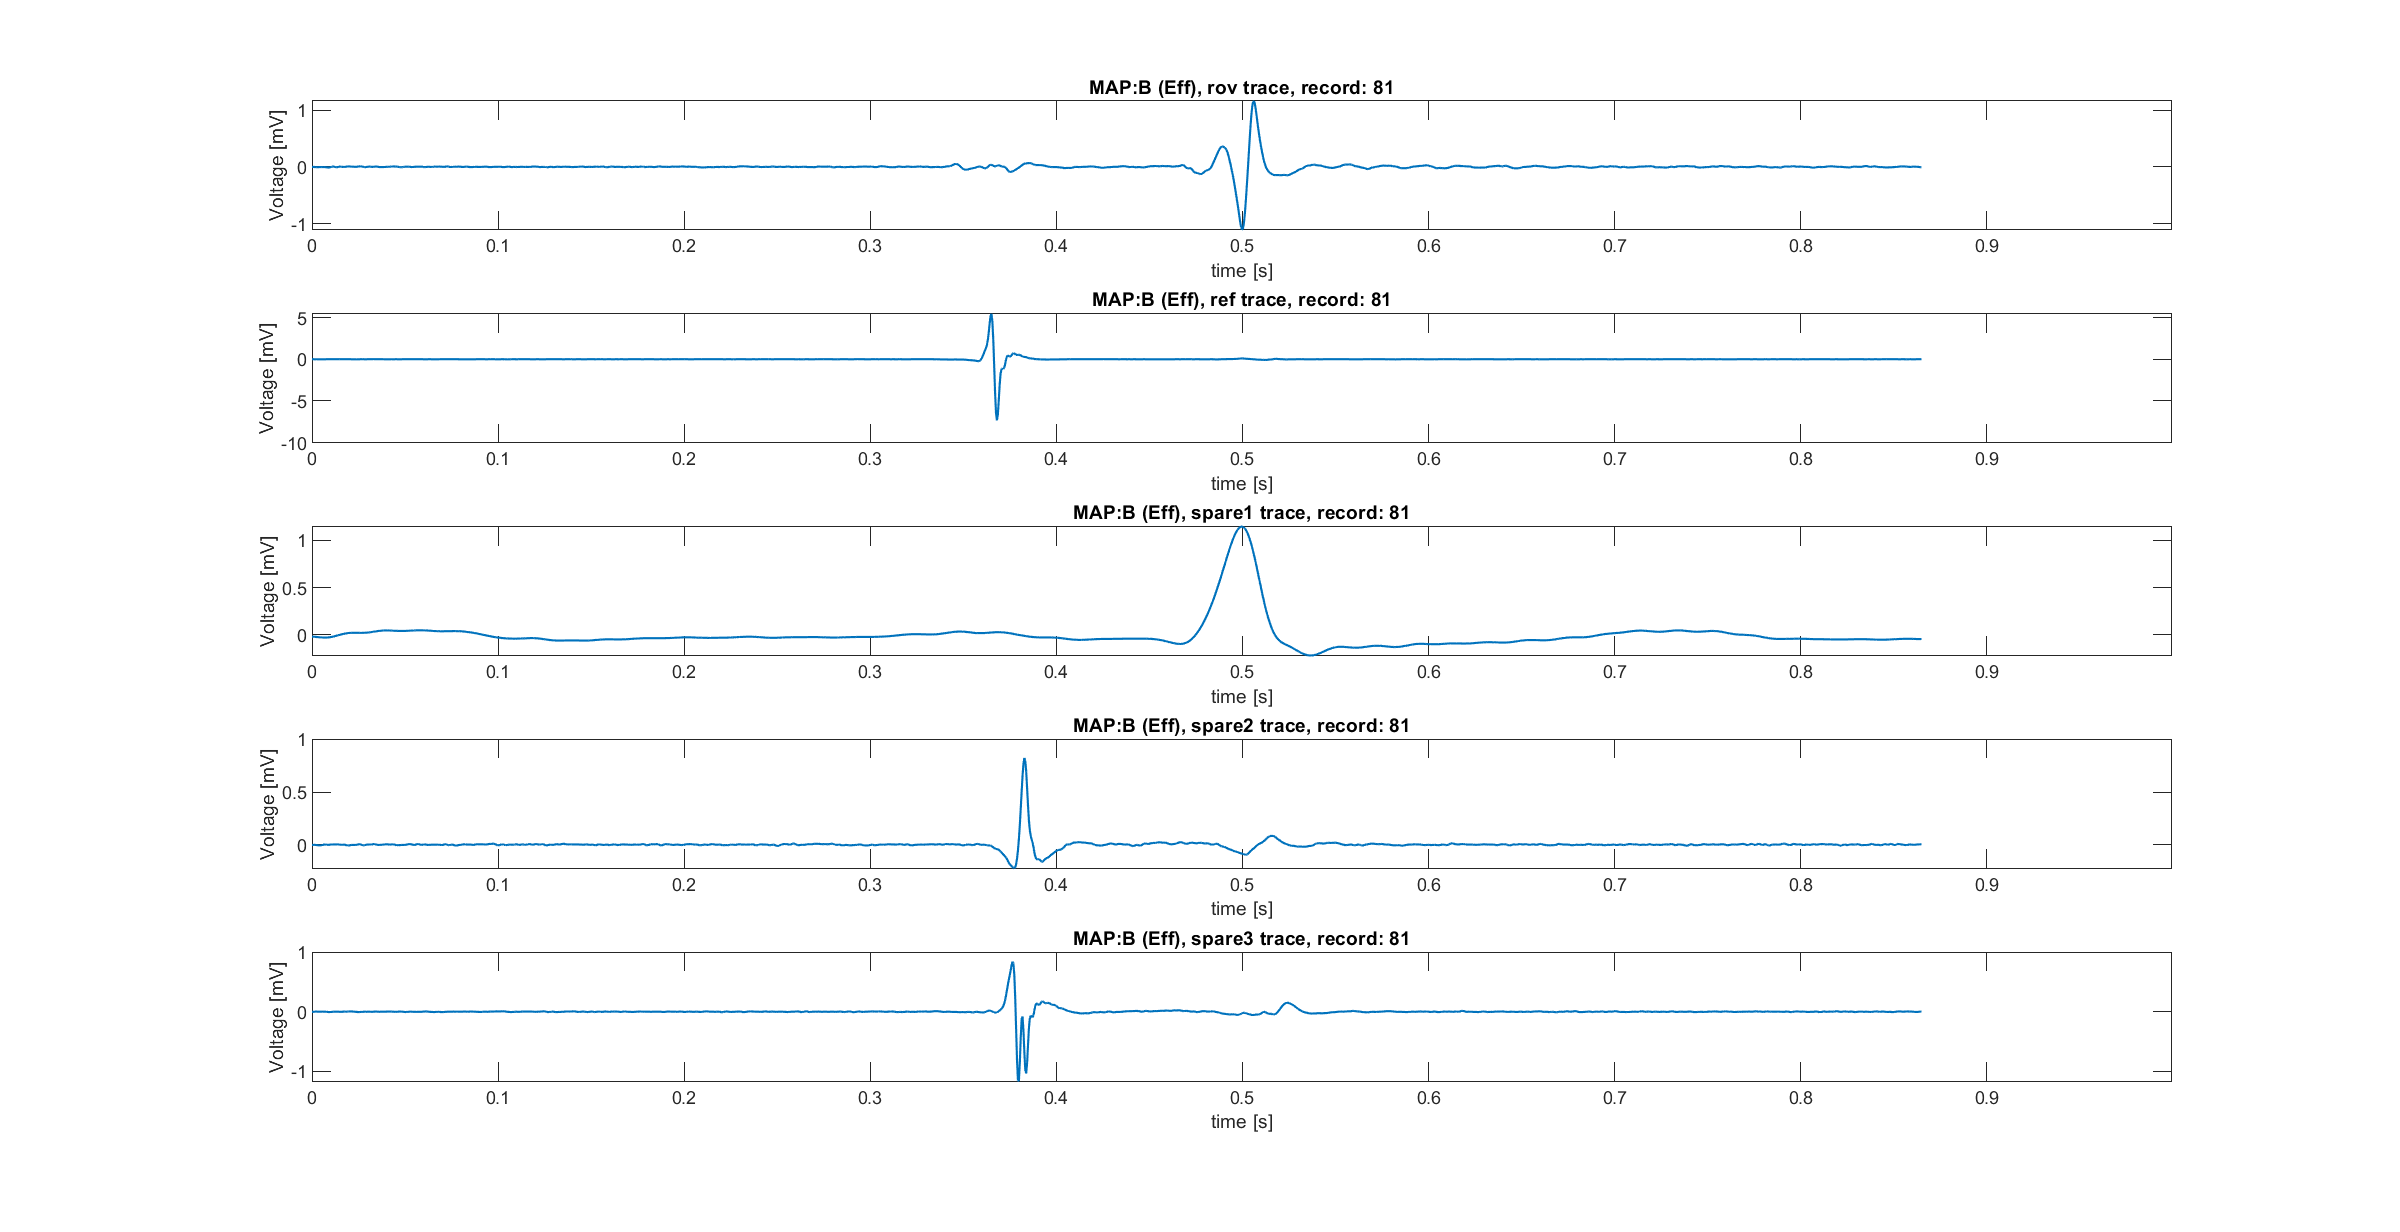 MAP:B (Eff), rov trace, record: 81
Voltage [mV]
1
0
-1
0 0.1 0.2 0.3 0.4 0.5 0.6 0.7 0.8 0.9
time [s]
MAP:B (Eff), ref trace, record: 81
Voltage [mV]
5
0
-5
-10
0 0.1 0.2 0.3 0.4 0.5 0.6 0.7 0.8 0.9
time [s]
MAP:B (Eff), spare1 trace, record: 81
Voltage [mV]
1
0.5
0
0 0.1 0.2 0.3 0.4 0.5 0.6 0.7 0.8 0.9
time [s]
MAP:B (Eff), spare2 trace, record: 81
Voltage [mV]
1
0.5
0
0 0.1 0.2 0.3 0.4 0.5 0.6 0.7 0.8 0.9
time [s]
MAP:B (Eff), spare3 trace, record: 81
Voltage [mV]
1
0
-1
0 0.1 0.2 0.3 0.4 0.5 0.6 0.7 0.8 0.9
time [s]